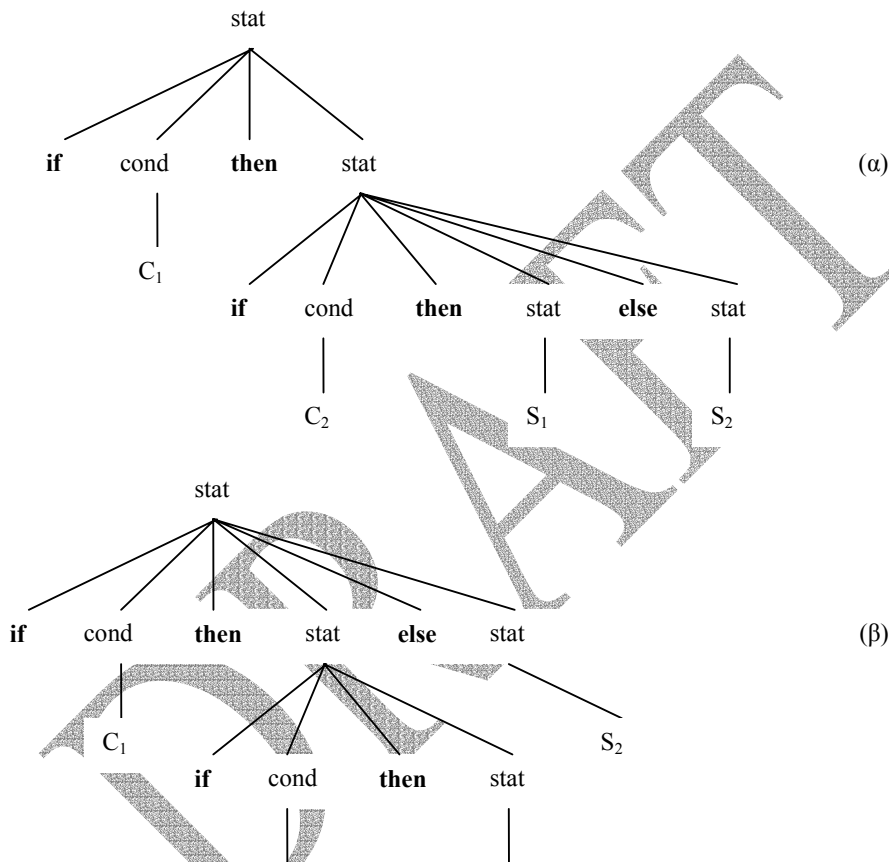 stat
if cond then stat (α)
C₁
if cond then stat else stat
C₂ S₁ S₂
stat
if cond then stat else stat (β)
C₁ S₂
if cond then stat
DRAFT